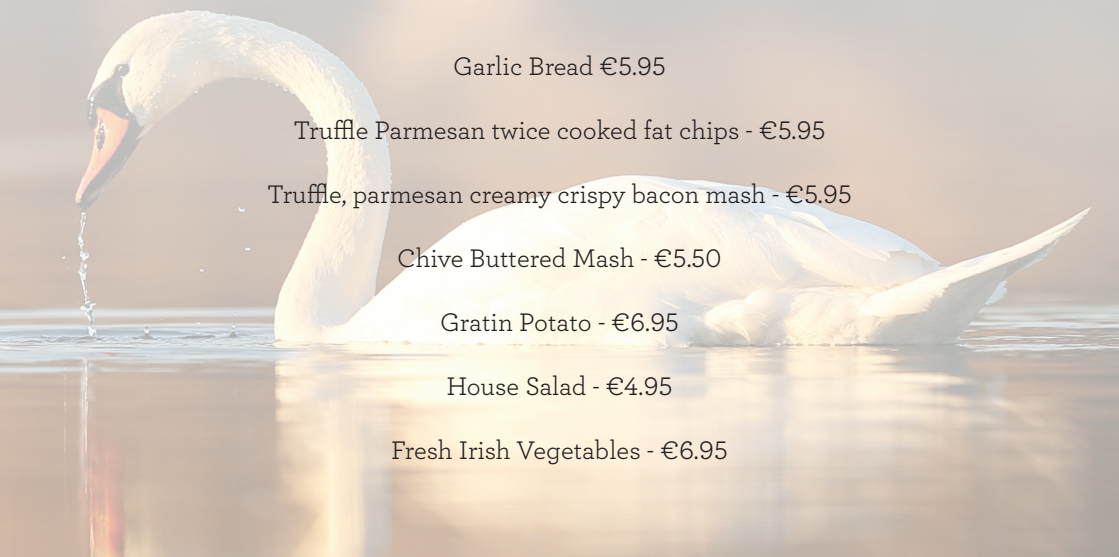 Garlic Bread €5.95
Truffle Parmesan twice cooked fat chips - €5.95
Truffle, parmesan creamy crispy bacon mash - €5.95
Chive Buttered Mash - €5.50
Gratin Potato - €6.95
House Salad - €4.95
Fresh Irish Vegetables - €6.95